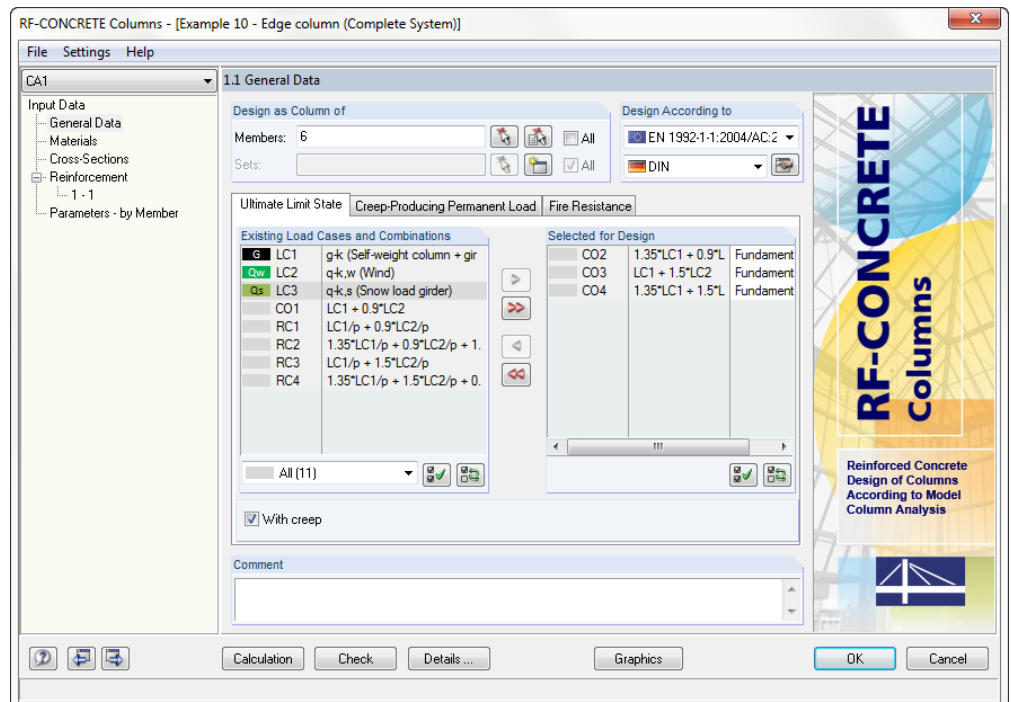 RF-CONCRETE Columns - [Example 10 - Edge column (Complete System)]
File Settings Help
CA1
Input Data
General Data
Materials
Cross-Sections
Reinforcement
1 - 1
Parameters - by Member
1.1 General Data
Design as Column of
Members: 6 All
Sets: All
Design According to
EN 1992-1-1:2004/AC:2
DIN
Ultimate Limit State Creep-Producing Permanent Load Fire Resistance
Existing Load Cases and Combinations
G LC1 g-k (Self-weight column + gir
Qw LC2 q-k,w (Wind)
Qs LC3 q-k,s (Snow load girder)
CO1 LC1 + 0.9*LC2
RC1 LC1/p + 0.9*LC2/p
RC2 1.35*LC1/p + 0.9*LC2/p + 1.
RC3 LC1/p + 1.5*LC2/p
RC4 1.35*LC1/p + 1.5*LC2/p + 0.
All (11)
Selected for Design
CO2 1.35*LC1 + 0.9*L Fundament
CO3 LC1 + 1.5*LC2 Fundament
CO4 1.35*LC1 + 1.5*L Fundament
With creep
Comment
RF-CONCRETE
Columns
Reinforced Concrete
Design of Columns
According to Model
Column Analysis
Calculation Check Details ... Graphics OK Cancel